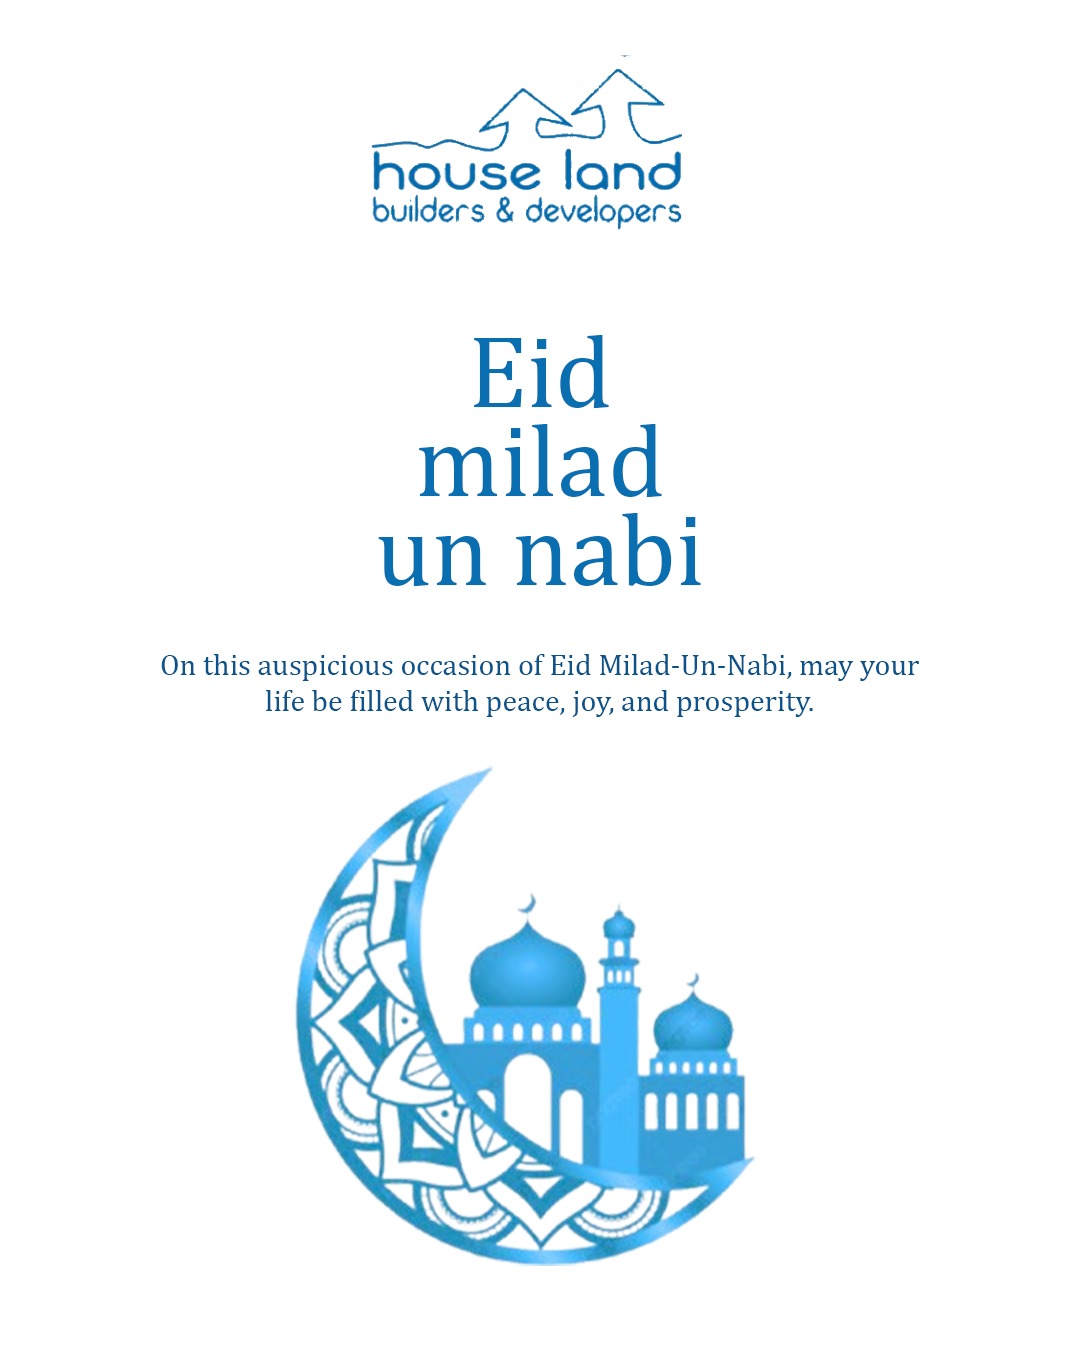 house land
builders & developers
Eid
milad
un nabi
On this auspicious occasion of Eid Milad-Un-Nabi, may your
life be filled with peace, joy, and prosperity.